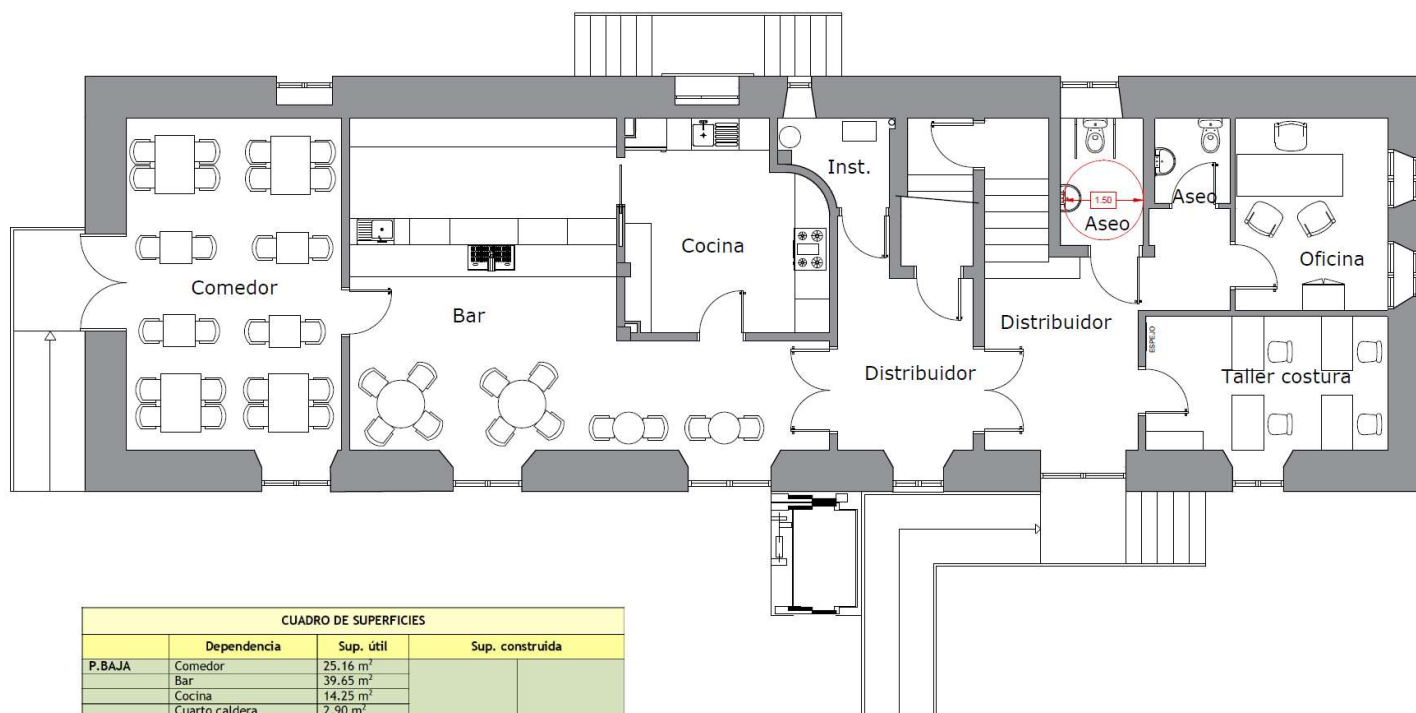 Inst.
Aseo
1.50
Aseo
Cocina
Oficina
Comedor
Bar
Distribuidor
ESPEJO
Distribuidor
Taller costura
CUADRO DE SUPERFICIES
Dependencia Sup. útil Sup. construida
P.BAJA Comedor 25.16 m²
Bar 39.65 m²
Cocina 14.25 m²
Cuarto caldera 2.90 m²